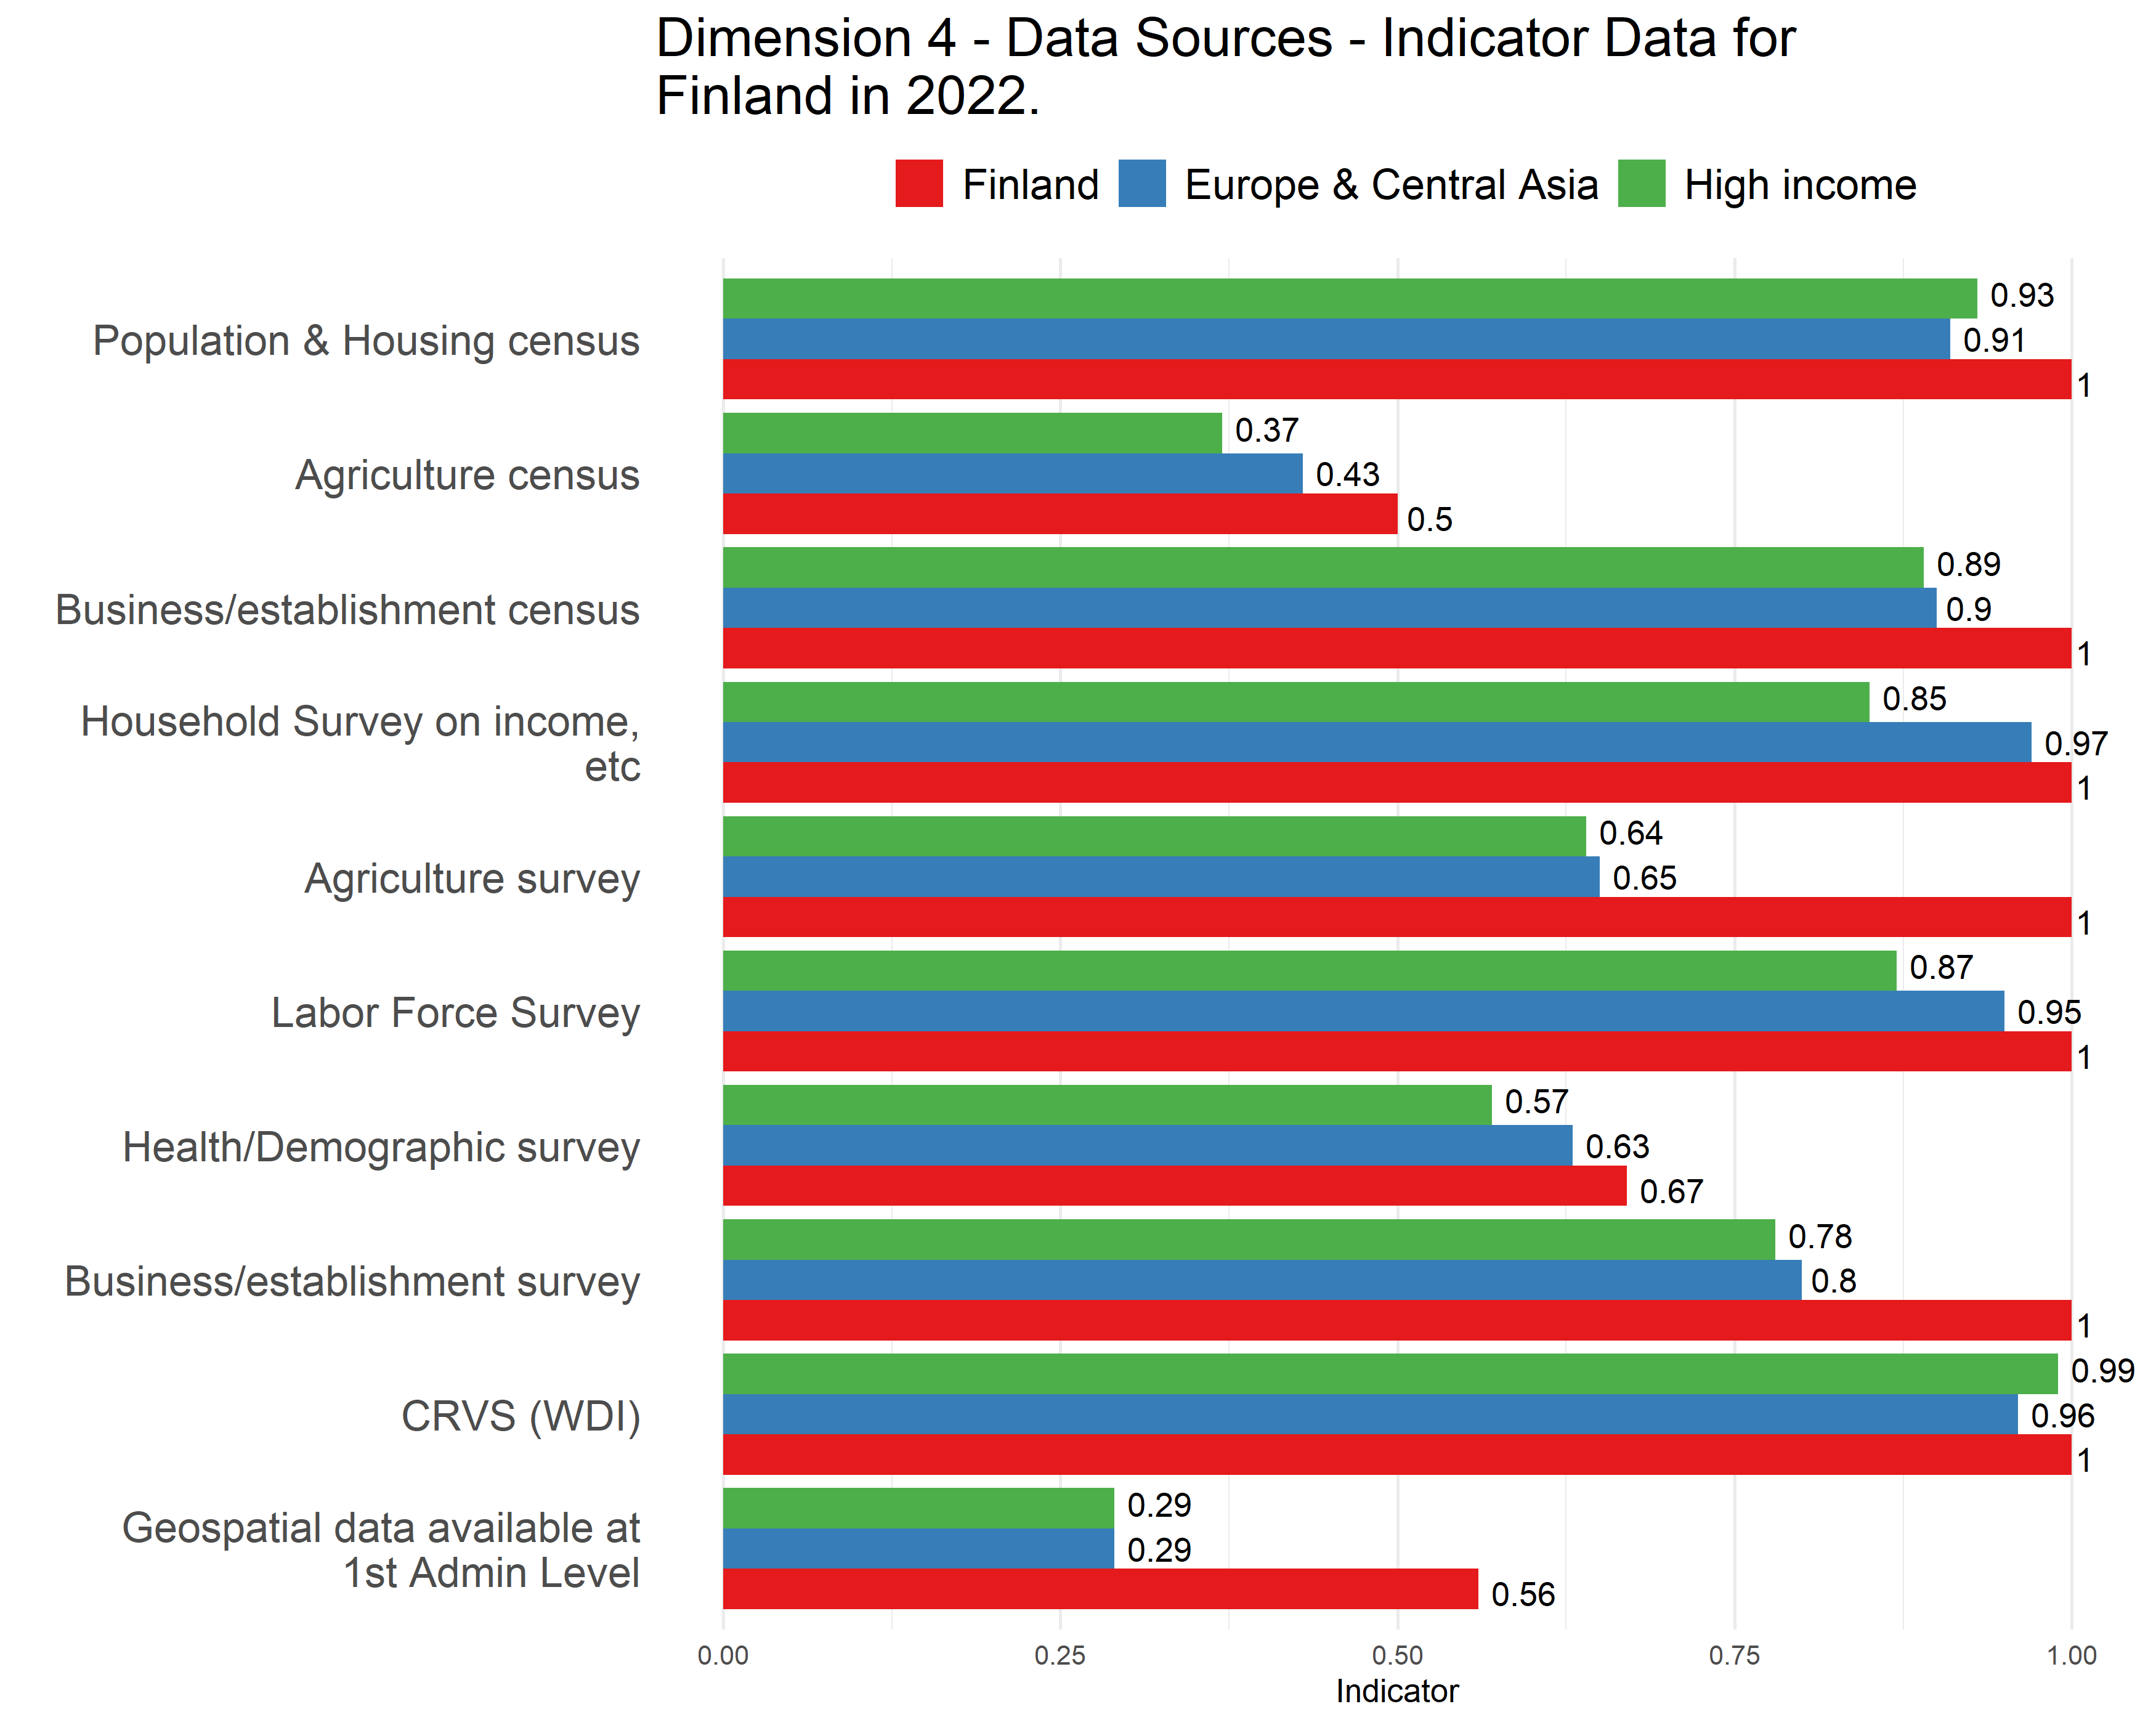 Dimension 4 - Data Sources - Indicator Data for
Finland in 2022.
Finland Europe & Central Asia High income
Population & Housing census
0.93
0.91
1
Agriculture census
0.37
0.43
0.5
Business/establishment census
0.89
0.9
1
Household Survey on income,
etc
0.85
0.97
1
Agriculture survey
0.64
0.65
1
Labor Force Survey
0.87
0.95
1
Health/Demographic survey
0.57
0.63
0.67
Business/establishment survey
0.78
0.8
1
CRVS (WDI)
0.99
0.96
1
Geospatial data available at
1st Admin Level
0.29
0.29
0.56
0.00 0.25 0.50 0.75 1.00
Indicator